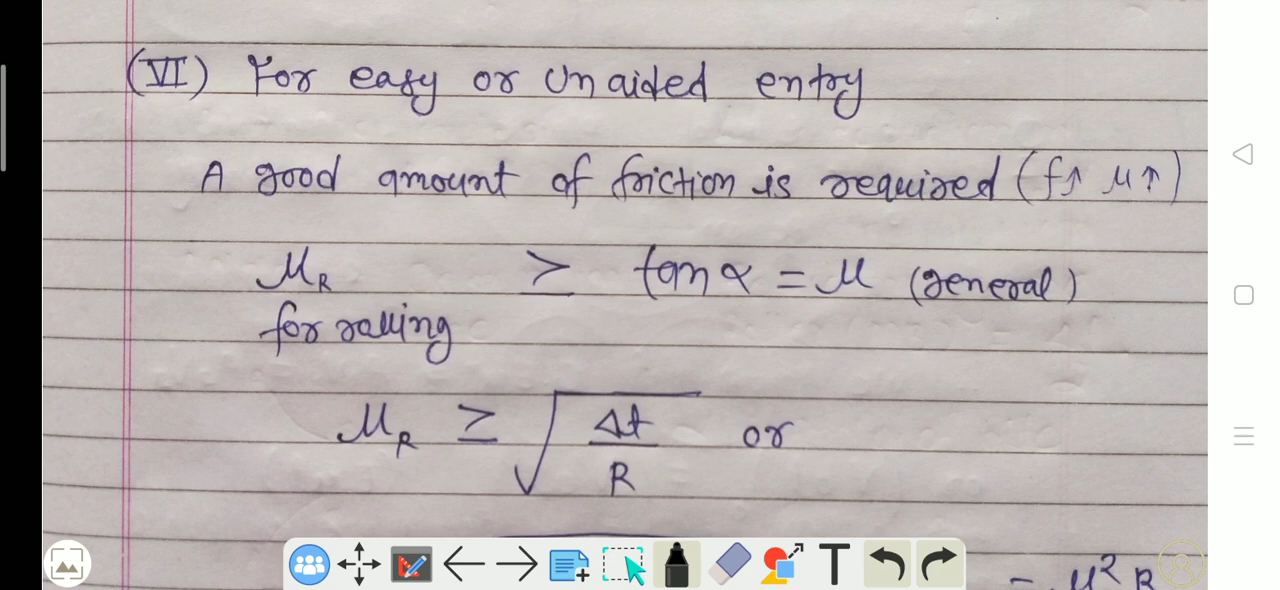 (VI) For easy or Unaided entry
A good amount of friction is required (f↑ μ↑)
μR ≥ tan α = μ (general)
for rolling
μR ≥ √(Δt/R) or
= μ² R
T